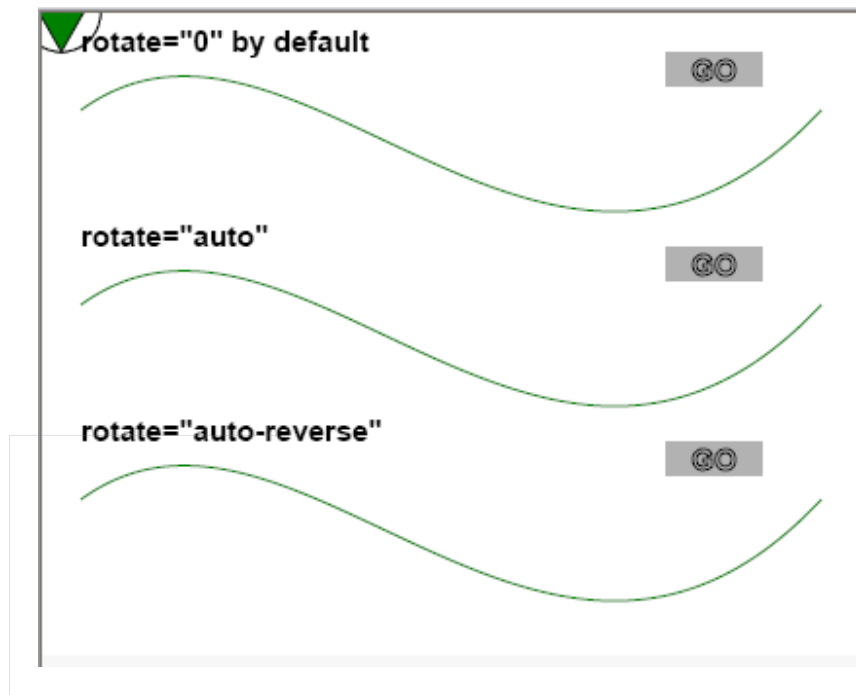 rotate="0" by default
GO
rotate="auto"
GO
rotate="auto-reverse"
GO